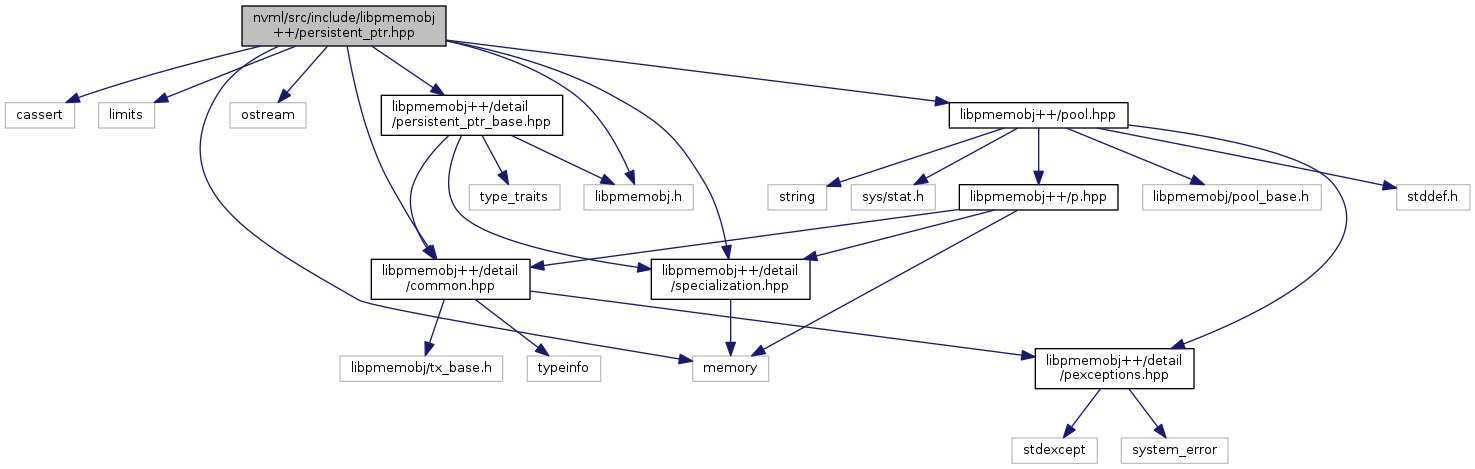 nvml/src/include/libpmemobj
++/persistent_ptr.hpp
cassert
limits
ostream
libpmemobj++/detail
/persistent_ptr_base.hpp
libpmemobj++/pool.hpp
type_traits
libpmemobj.h
string
sys/stat.h
libpmemobj++/p.hpp
libpmemobj/pool_base.h
stddef.h
libpmemobj++/detail
/common.hpp
libpmemobj++/detail
/specialization.hpp
libpmemobj/tx_base.h
typeinfo
memory
libpmemobj++/detail
/pexceptions.hpp
stdexcept
system_error